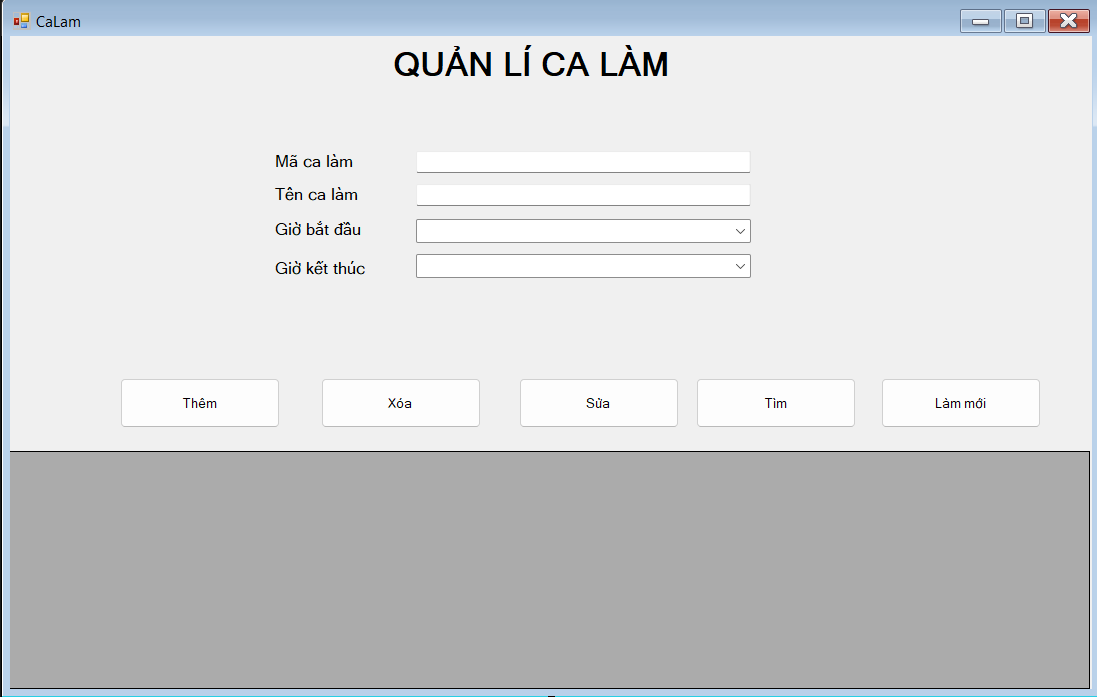 CaLam
QUẢN LÍ CA LÀM
Mã ca làm
Tên ca làm
Giờ bắt đầu
Giờ kết thúc
Thêm Xóa Sửa Tìm Làm mới